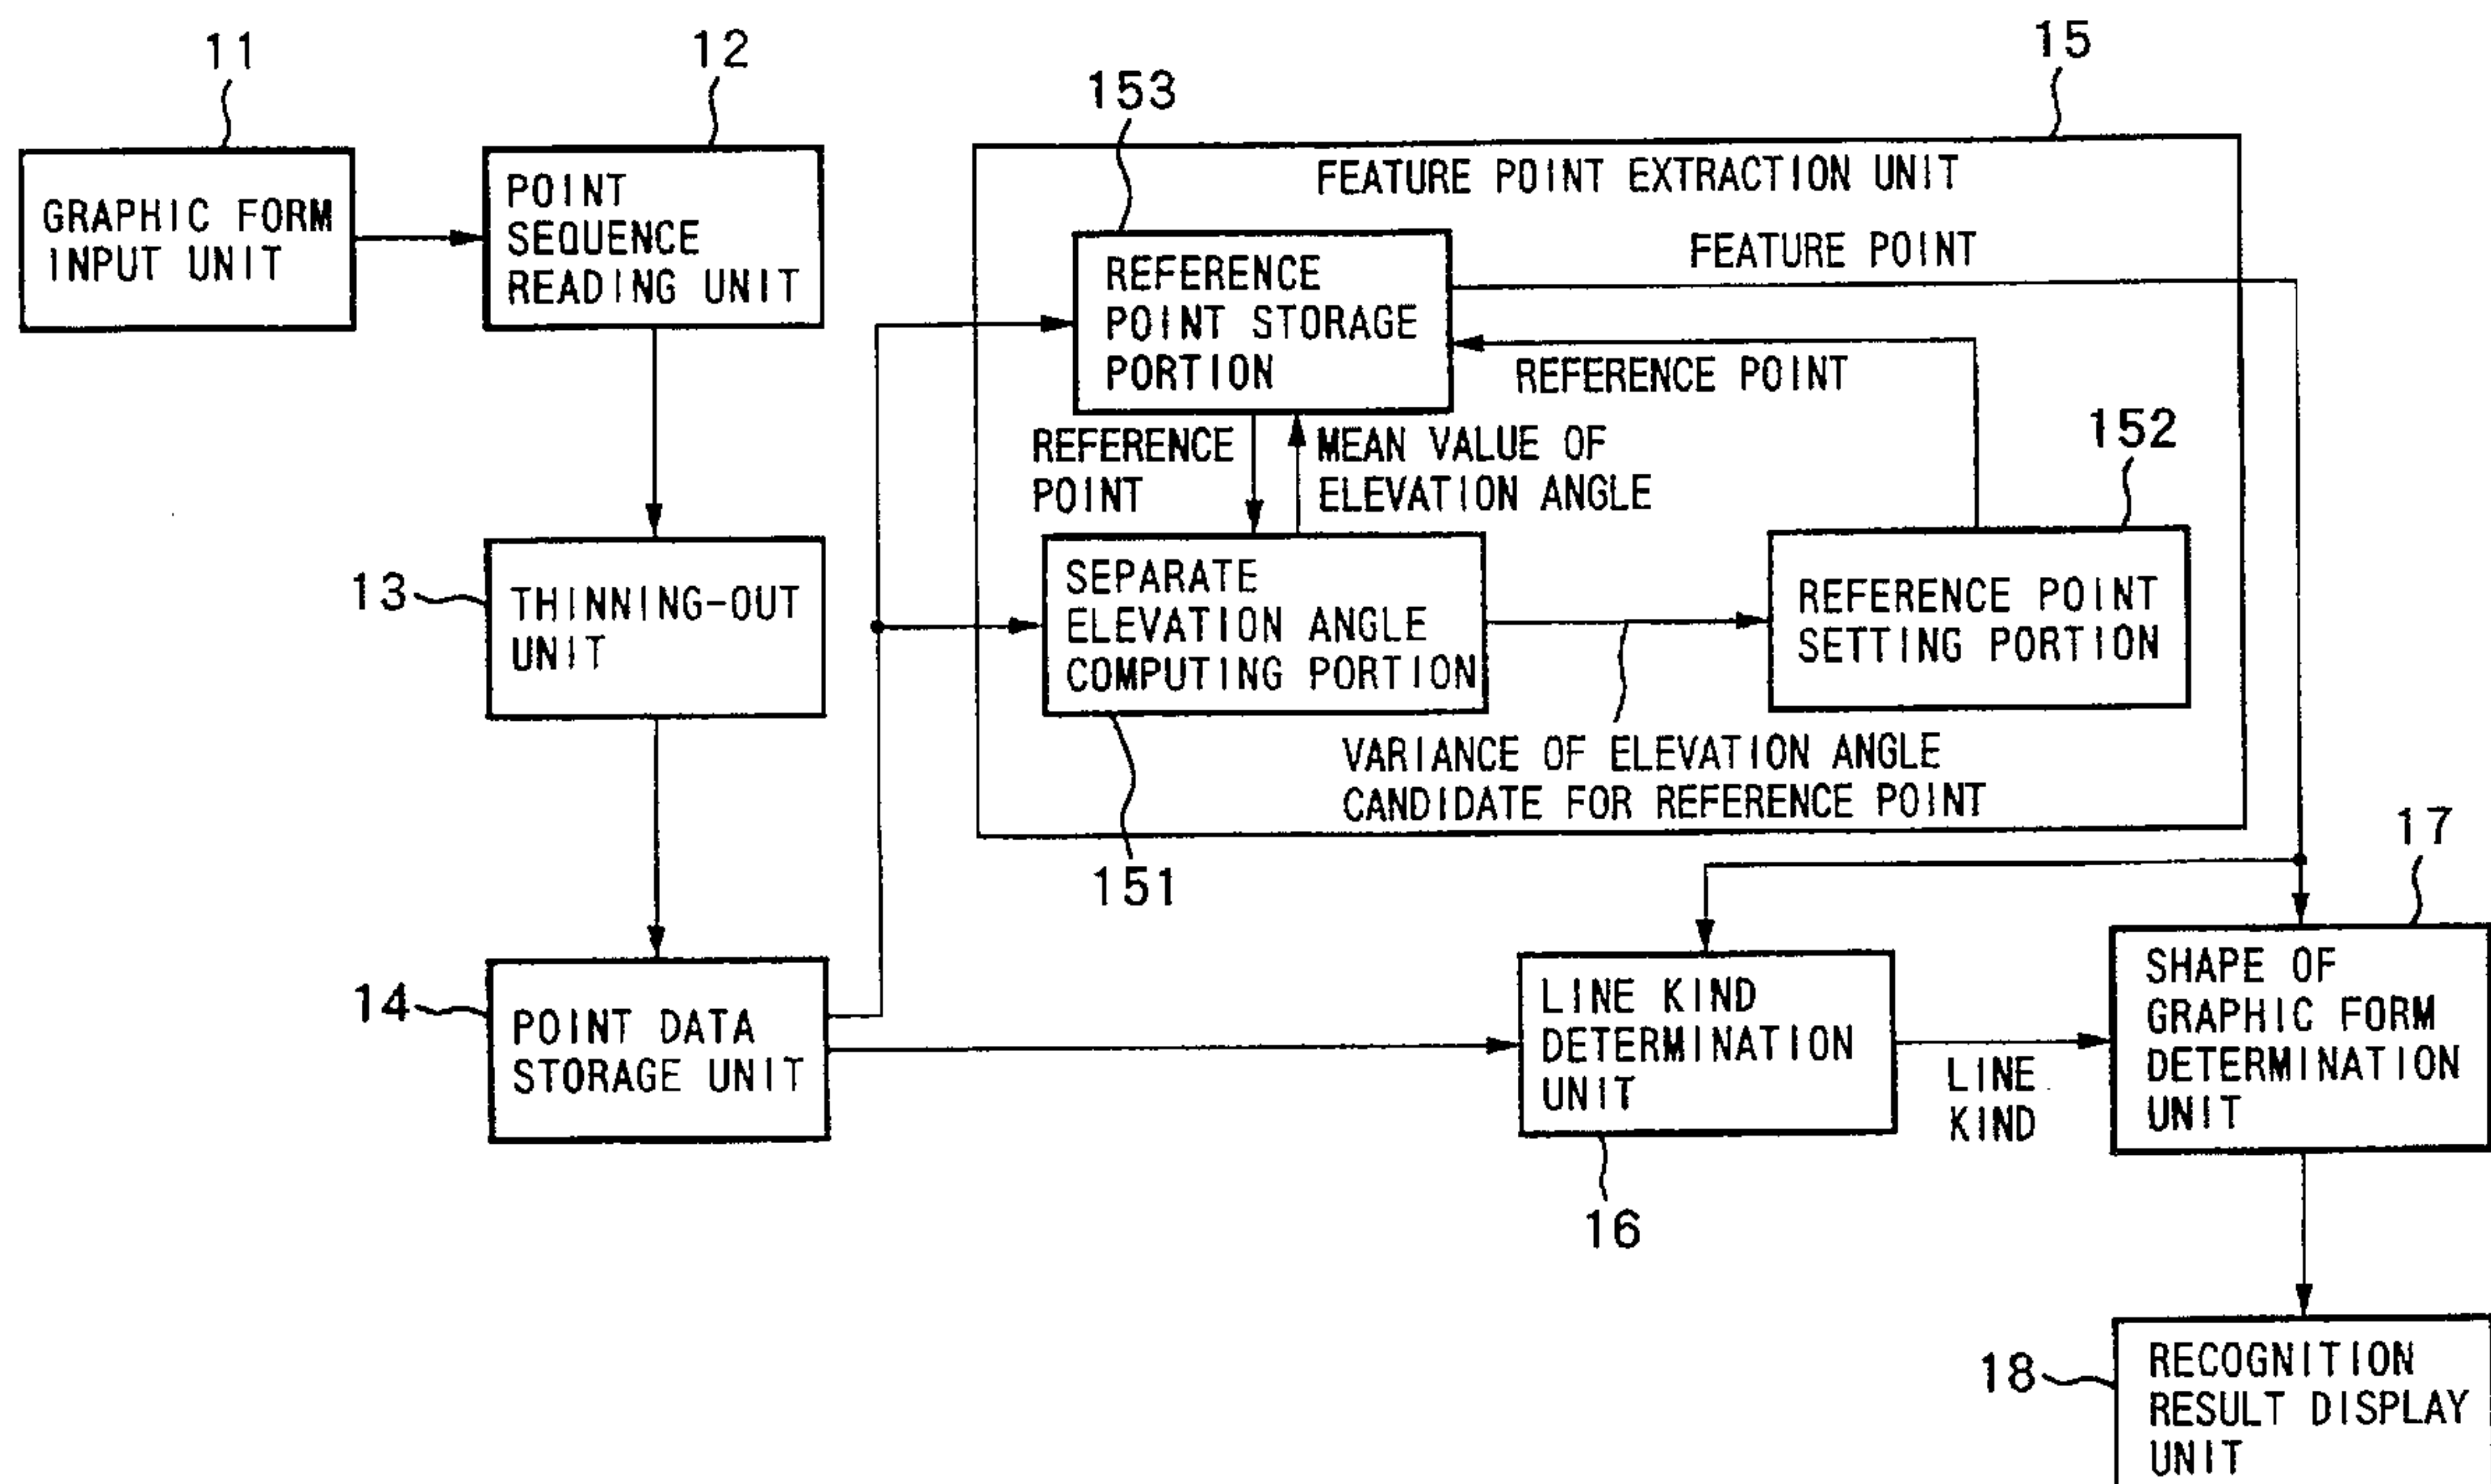 11
12
15
153
GRAPHIC FORM
INPUT UNIT
POINT
SEQUENCE
READING UNIT
FEATURE POINT EXTRACTION UNIT
FEATURE POINT
REFERENCE
POINT STORAGE
PORTION
REFERENCE POINT
REFERENCE
POINT
MEAN VALUE OF
ELEVATION ANGLE
152
13
THINNING-OUT
UNIT
SEPARATE
ELEVATION ANGLE
COMPUTING PORTION
REFERENCE POINT
SETTING PORTION
VARIANCE OF ELEVATION ANGLE
CANDIDATE FOR REFERENCE POINT
151
17
14
POINT DATA
STORAGE UNIT
LINE KIND
DETERMINATION
UNIT
LINE
KIND
SHAPE OF
GRAPHIC FORM
DETERMINATION
UNIT
16
18
RECOGNITION
RESULT DISPLAY
UNIT